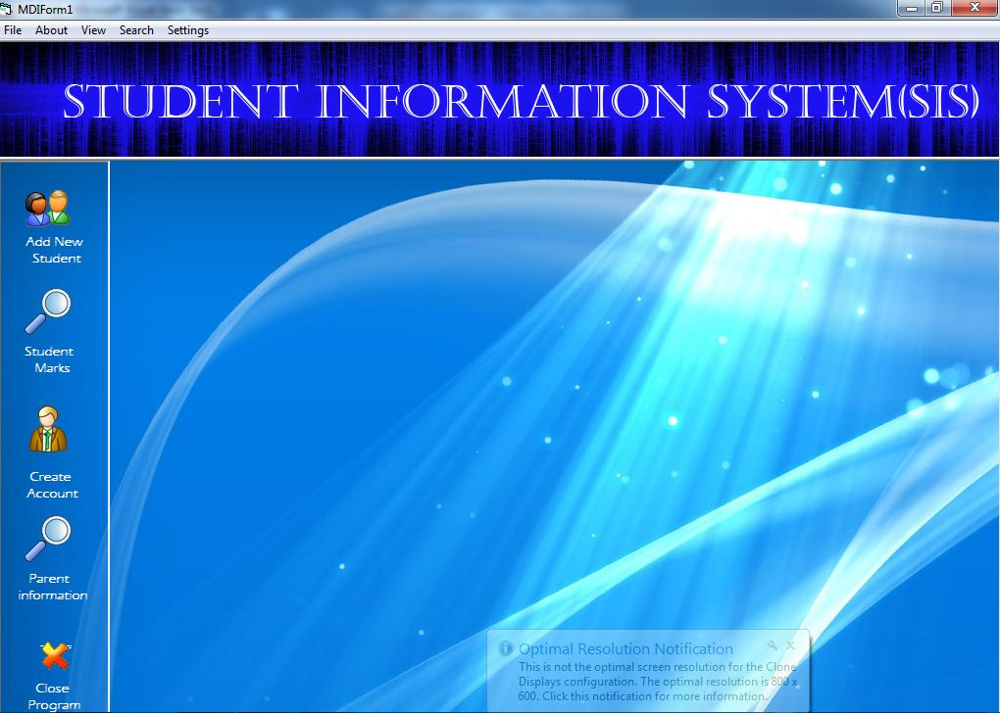 MDIForm1
File About View Search Settings
STUDENT INFORMATION SYSTEM(SIS)
Add New
Student
Student
Marks
Create
Account
Parent
information
Close
Program
Optimal Resolution Notification
This is not the optimal screen resolution for the Clone
Displays configuration. The optimal resolution is 800 x
600. Click this notification for more information.